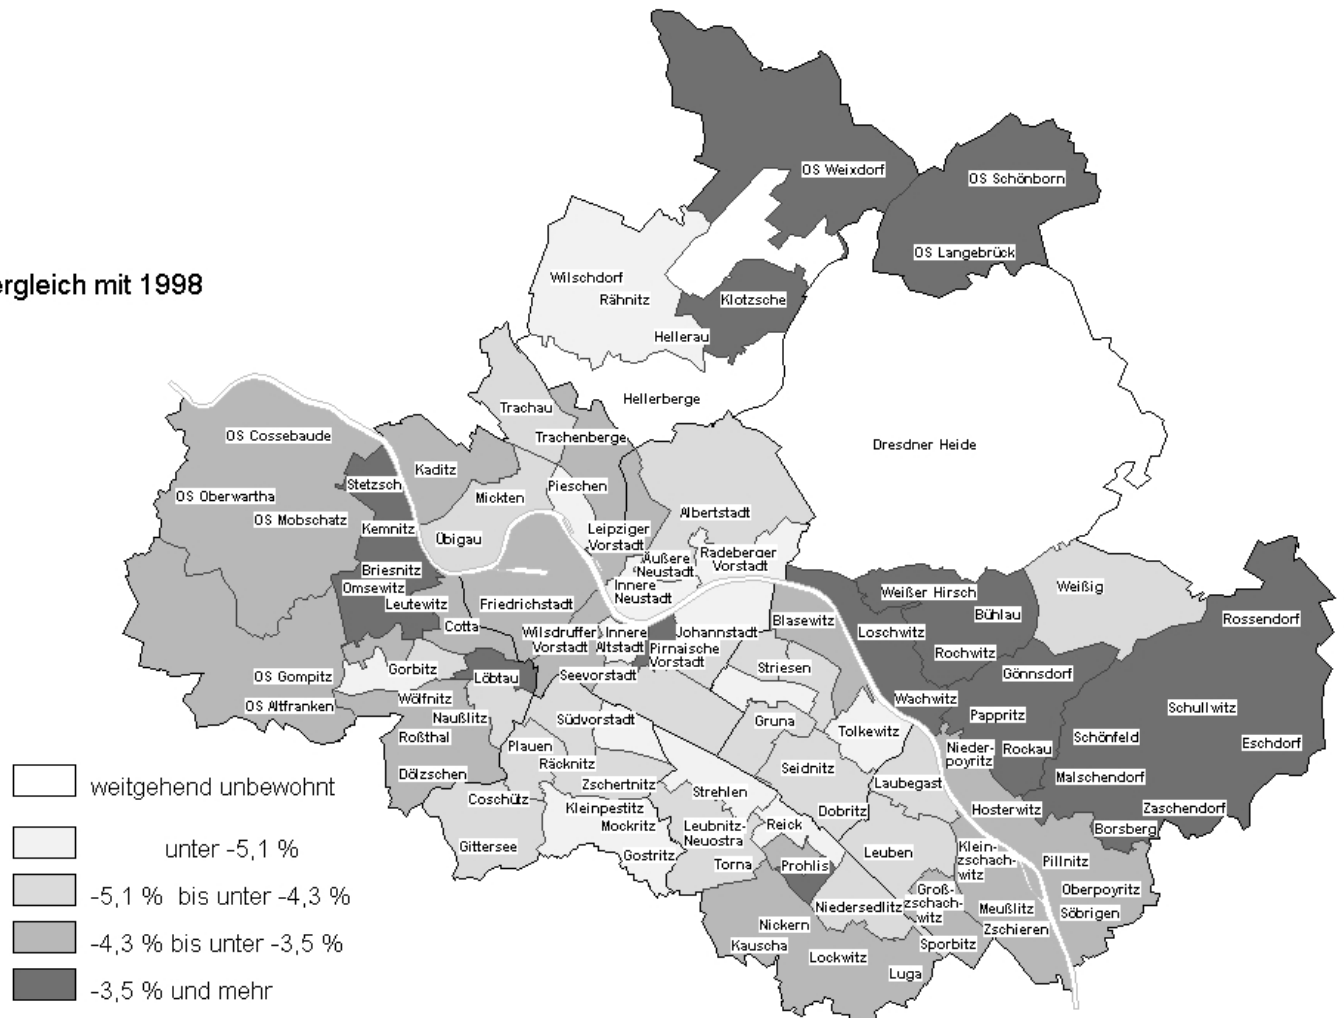 OS Weixdorf
OS Schönborn
OS Langebrück
Wilschdorf
ergleich mit 1998
Rähnitz
Klotzsche
Hellerau
Hellerberge
Trachau
OS Cossebaude
Trachenberge
Dresdner Heide
Kaditz
Stetzsch
Pieschen
OS Oberwartha
Mickten
Albertstadt
OS Mobschatz
Kemnitz
Leipziger
Vorstadt
Übigau
Äußere
Neustadt
Radeberger
Vorstadt
Briesnitz
Omsewitz
Innere
Neustadt
Weißer Hirsch
Weißig
Leutewitz
Friedrichstadt
Bühlau
Blasewitz
Rossendorf
Cotta
Wilsdruffer
Vorstadt
Innere
Altstadt
Johannstadt
Loschwitz
Pirnaische
Vorstadt
Rochwitz
Gorbitz
Striesen
OS Gompitz
Löbtau
Seevorstadt
Gönnsdorf
Wölfnitz
Wachwitz
OS Altfranken
Naußlitz
Südvorstadt
Gruna
Pappritz
Schullwitz
Roßthal
Tolkewitz
Schönfeld
Plauen
Nieder-
poyritz
Rockau
Eschdorf
Räcknitz
Seidnitz
Dölzschen
Zschertnitz
Laubegast
Malschendorf
weitgehend unbewohnt
Coschütz
Strehlen
Kleinpestitz
Dobritz
Hosterwitz
Zaschendorf
Mockritz
Leubnitz-
Neuostra
Reick
Borsberg
unter -5,1 %
Gittersee
Gostritz
Leuben
Klein-
zschach-
witz
Pillnitz
Torna
Prohlis
-5,1 % bis unter -4,3 %
Groß-
zschach-
witz
Oberpoyritz
Niedersedlitz
Meußlitz
Söbrigen
Nickern
Zschieren
-4,3 % bis unter -3,5 %
Kauscha
Sporbitz
Lockwitz
Luga
-3,5 % und mehr